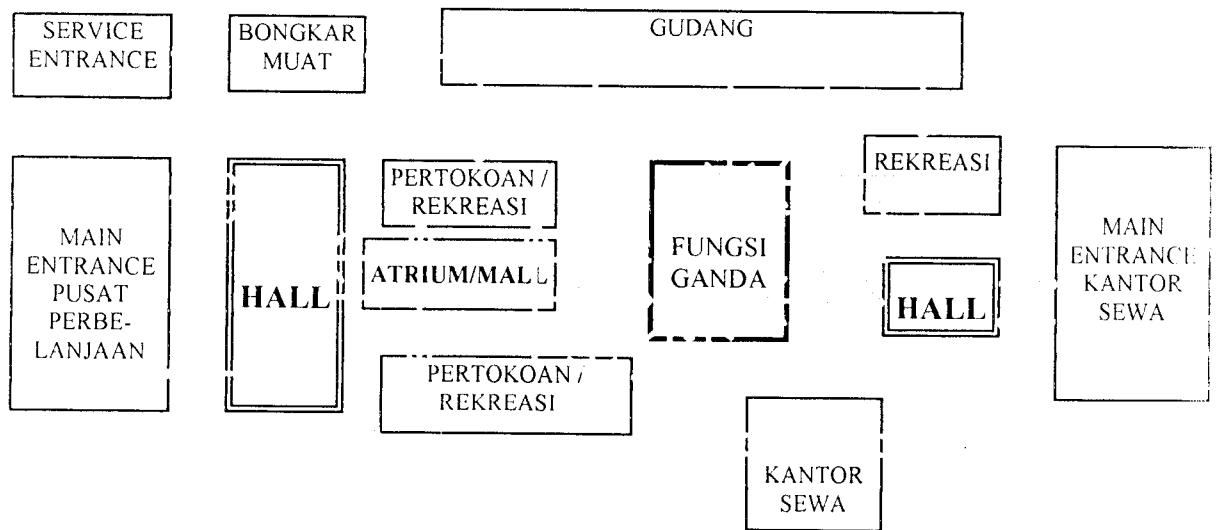 SERVICE
ENTRANCE
BONGKAR
MUAT
GUDANG
MAIN
ENTRANCE
PUSAT
PERBE-
LANJAAN
HALL
PERTOKOAN /
REKREASI
ATRIUM/MALL
PERTOKOAN /
REKREASI
FUNGSI
GANDA
REKREASI
HALL
MAIN
ENTRANCE
KANTOR
SEWA
KANTOR
SEWA